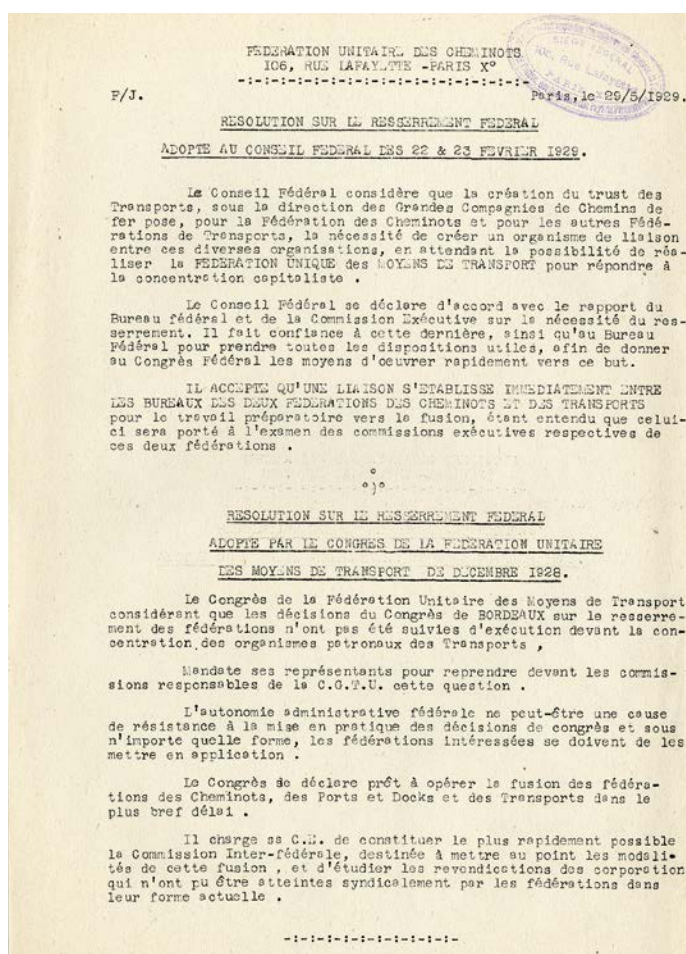 FEDERATION UNITAIRE DES CHEMINOTS
106, RUE LAFAYETTE -PARIS X°
-:-:-:-:-:-:-:-:-:-:-:-:-:-:-:-
SIEGE FEDERAL
Rue Lafayette
PARIS
F/J.
Paris, le 29/5/1929.
RESOLUTION SUR LE RESSERREMENT FEDERAL
ADOPTE AU CONSEIL FEDERAL DES 22 & 23 FEVRIER 1929.
Le Conseil Fédéral considère que la création du trust des
Transports, sous la direction des Grandes Compagnies de Chemins de
fer pose, pour la Fédération des Cheminots et pour les autres Fédé-
rations de Transports, la nécessité de créer un organisme de liaison
entre ces diverses organisations, en attendant la possibilité de réa-
liser la FEDERATION UNIQUE des MOYENS DE TRANSPORT pour répondre à
la concentration capitaliste .
Le Conseil Fédéral se déclare d'accord avec le rapport du
Bureau fédéral et de la Commission Exécutive sur la nécessité du res-
serrement. Il fait confiance à cette dernière, ainsi qu'au Bureau
Fédéral pour prendre toutes les dispositions utiles, afin de donner
au Congrès Fédéral les moyens d'oeuvrer rapidement vers ce but.
IL ACCEPTE QU'UNE LIAISON S'ETABLISSE IMMEDIATEMENT ENTRE
LES BUREAUX DES DEUX FEDERATIONS DES CHEMINOTS ET DES TRANSPORTS
pour le travail préparatoire vers la fusion, étant entendu que celui-
ci sera porté à l'examen des commissions exécutives respectives de
ces deux fédérations .
°
°)°
RESOLUTION SUR LE RESSERREMENT FEDERAL
ADOPTE PAR LE CONGRES DE LA FEDERATION UNITAIRE
DES MOYENS DE TRANSPORT DE DECEMBRE 1928.
Le Congrès de la Fédération Unitaire des Moyens de Transport
considérant que les décisions du Congrès de BORDEAUX sur le resserre-
ment des fédérations n'ont pas été suivies d'exécution devant la con-
centration des organismes patronaux des Transports ,
Mandate ses représentants pour reprendre devant les commis-
sions responsables de la C.G.T.U. cette question .
L'autonomie administrative fédérale ne peut-être une cause
de résistance à la mise en pratique des décisions de congrès et sous
n'importe quelle forme, les fédérations intéressées se doivent de les
mettre en application .
Le Congrès se déclare prêt à opérer la fusion des fédéra-
tions des Cheminots, des Ports et Docks et des Transports dans le
plus bref délai .
Il charge sa C.E. de constituer le plus rapidement possible
la Commission Inter-fédérale, destinée à mettre au point les modali-
tés de cette fusion , et d'étudier les revendications des corporation
qui n'ont pu être atteintes syndicalement par les fédérations dans
leur forme actuelle .
-:-:-:-:-:-:-:-:-:-